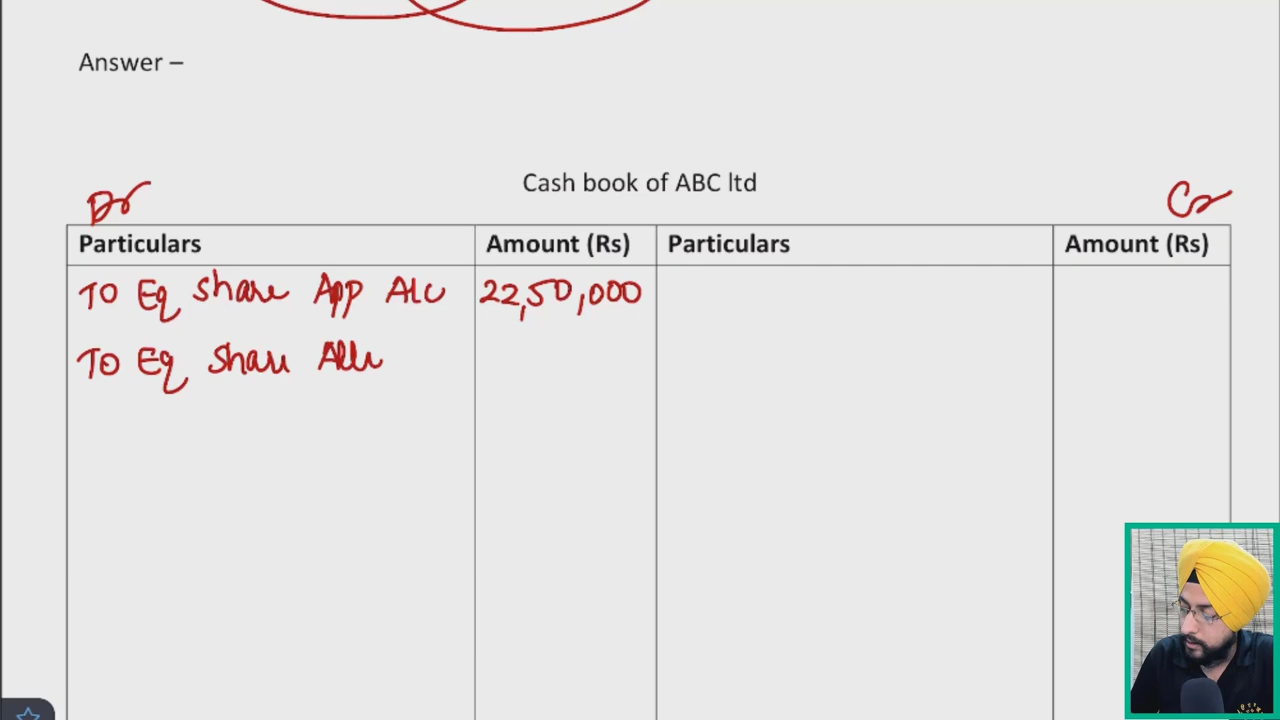 Answer –
Cash book of ABC ltd
Dr Cr
Particulars Amount (Rs) Particulars Amount (Rs)
To Eq Share App A/c 22,50,000
To Eq Share